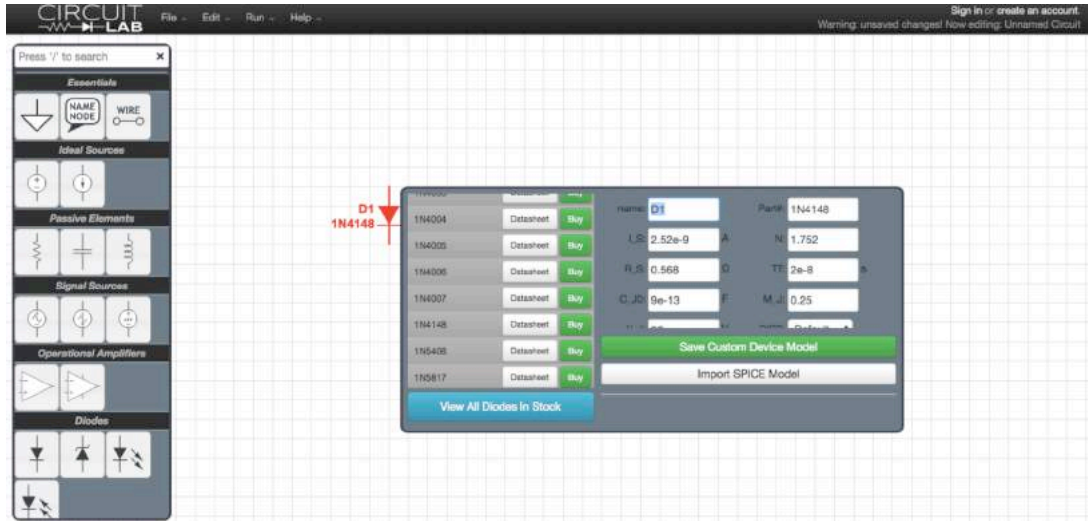 CIRCUIT LAB
File Edit Run Help
Sign in or create an account.
Warning: unsaved changes! Now editing: Unnamed Circuit
Press '/' to search ×
Essentials
NAME NODE
WIRE
Ideal Sources
Passive Elements
Signal Sources
Operational Amplifiers
Diodes
D1
1N4148
1N4004 Datasheet Buy
1N4005 Datasheet Buy
1N4006 Datasheet Buy
1N4007 Datasheet Buy
1N4148 Datasheet Buy
1N5408 Datasheet Buy
1N5817 Datasheet Buy
View All Diodes In Stock
name: D1 Part#: 1N4148
I_S: 2.52e-9 A N: 1.752
R_S: 0.568 Ω TT: 2e-8 s
C_J0: 9e-13 F M_J: 0.25
Save Custom Device Model
Import SPICE Model